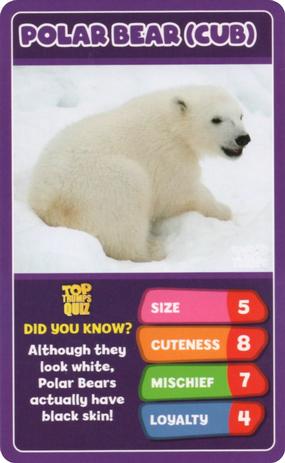 POLAR BEAR (CUB)
TOP
TRUMPS
QUIZ
DID YOU KNOW?
Although they
look white,
Polar Bears
actually have
black skin!
SIZE 5
CUTENESS 8
MISCHIEF 7
LOYALTY 4